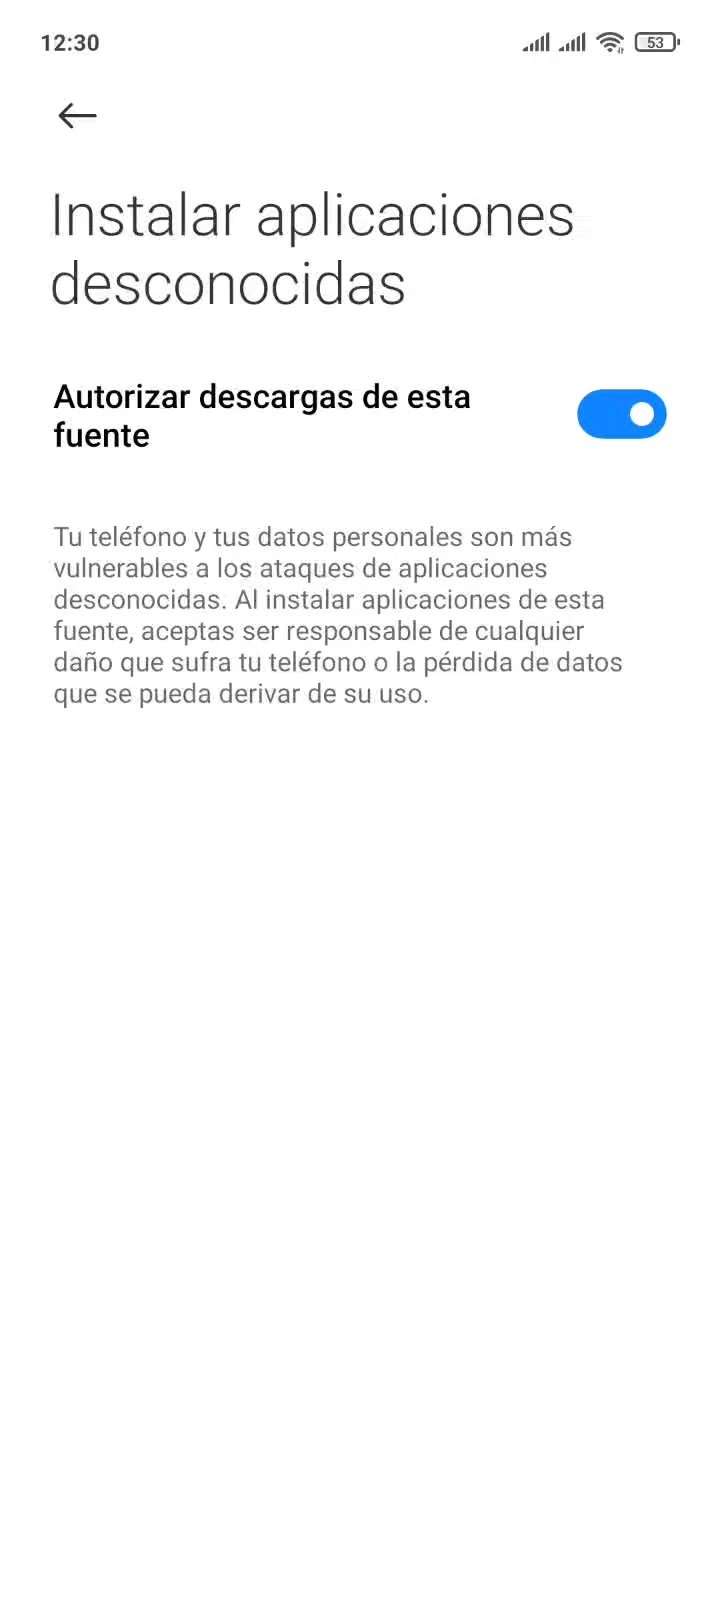 12:30
53
Instalar aplicaciones
desconocidas
Autorizar descargas de esta
fuente
Tu teléfono y tus datos personales son más
vulnerables a los ataques de aplicaciones
desconocidas. Al instalar aplicaciones de esta
fuente, aceptas ser responsable de cualquier
daño que sufra tu teléfono o la pérdida de datos
que se pueda derivar de su uso.